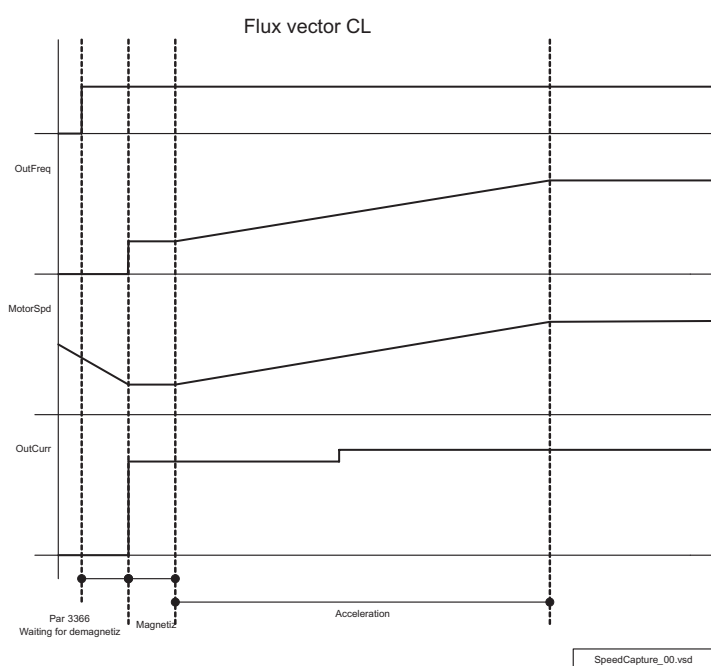 Flux vector CL
OutFreq
MotorSpd
OutCurr
Par 3366
Waiting for demagnetiz
Magnetiz
Acceleration
SpeedCapture_00.vsd